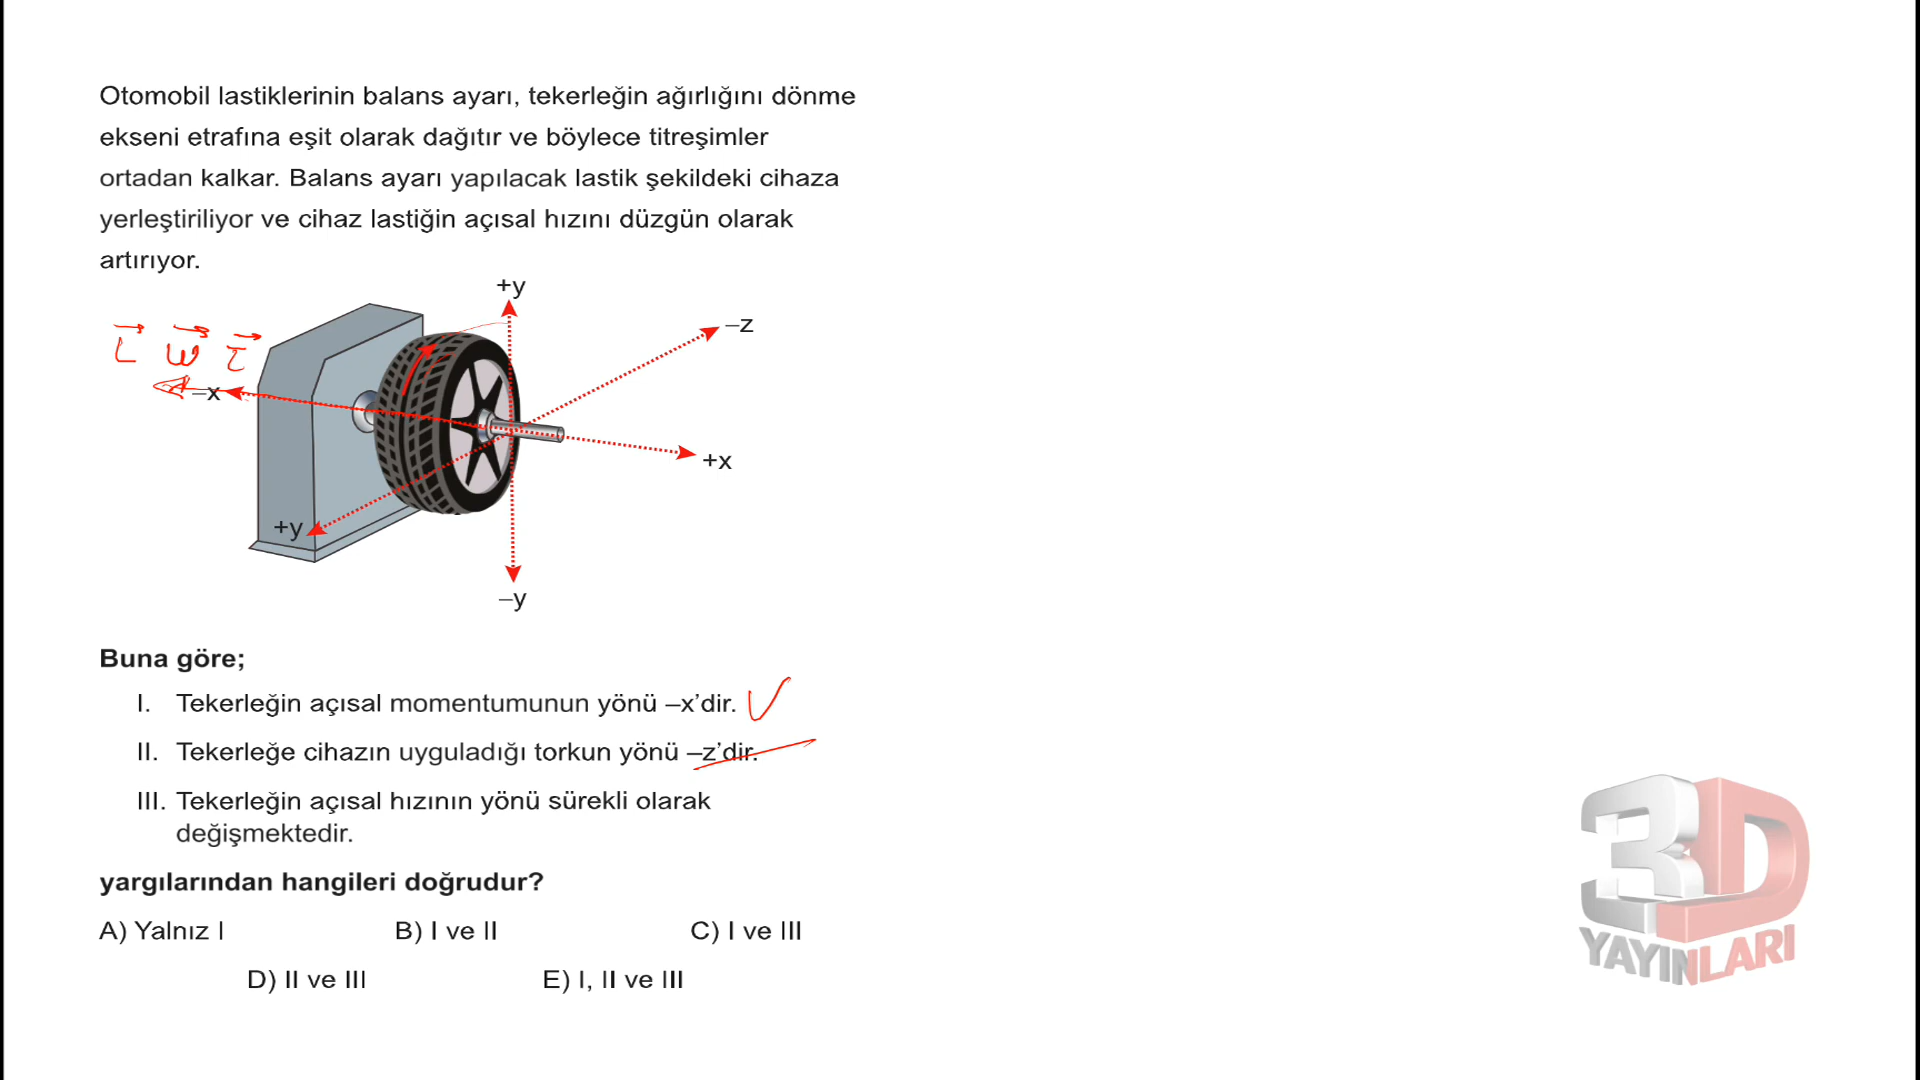 Otomobil lastiklerinin balans ayarı, tekerleğin ağırlığını dönme
ekseni etrafına eşit olarak dağıtır ve böylece titreşimler
ortadan kalkar. Balans ayarı yapılacak lastik şekildeki cihaza
yerleştiriliyor ve cihaz lastiğin açısal hızını düzgün olarak
artırıyor.
+y
–z
L W τ
–x
+x
+y
–y
Buna göre;
I. Tekerleğin açısal momentumunun yönü –x’dir.
II. Tekerleğe cihazın uyguladığı torkun yönü –z’dir.
III. Tekerleğin açısal hızının yönü sürekli olarak
değişmektedir.
yargılarından hangileri doğrudur?
A) Yalnız I B) I ve II C) I ve III
D) II ve III E) I, II ve III
3D
YAYINLARI